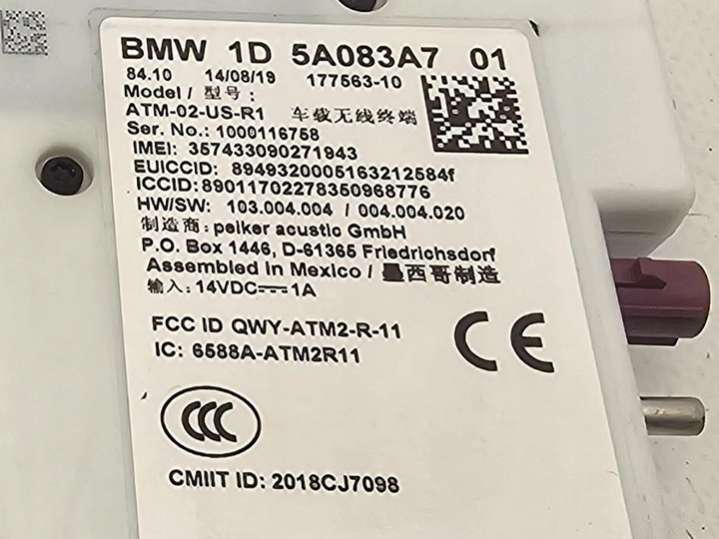 BMW 1D 5A083A7 01
84.10 14/08/19 177563-10
Model / 型号 :
ATM-02-US-R1 车载无线终端
Ser. No.: 1000116758
IMEI: 357433090271943
EUICCID: 89493200051632125​84f
ICCID:89011702278350968776
HW/SW: 103.004.004 / 004.004.020
制造商: peiker acustic GmbH
P.O. Box 1446, D-61365 Friedrichsdorf
Assembled in Mexico / 墨西哥制造
输入: 14VDC⎓1A
FCC ID QWY-ATM2-R-11
IC: 6588A-ATM2R11
CE
CCC
CMIIT ID: 2018CJ7098